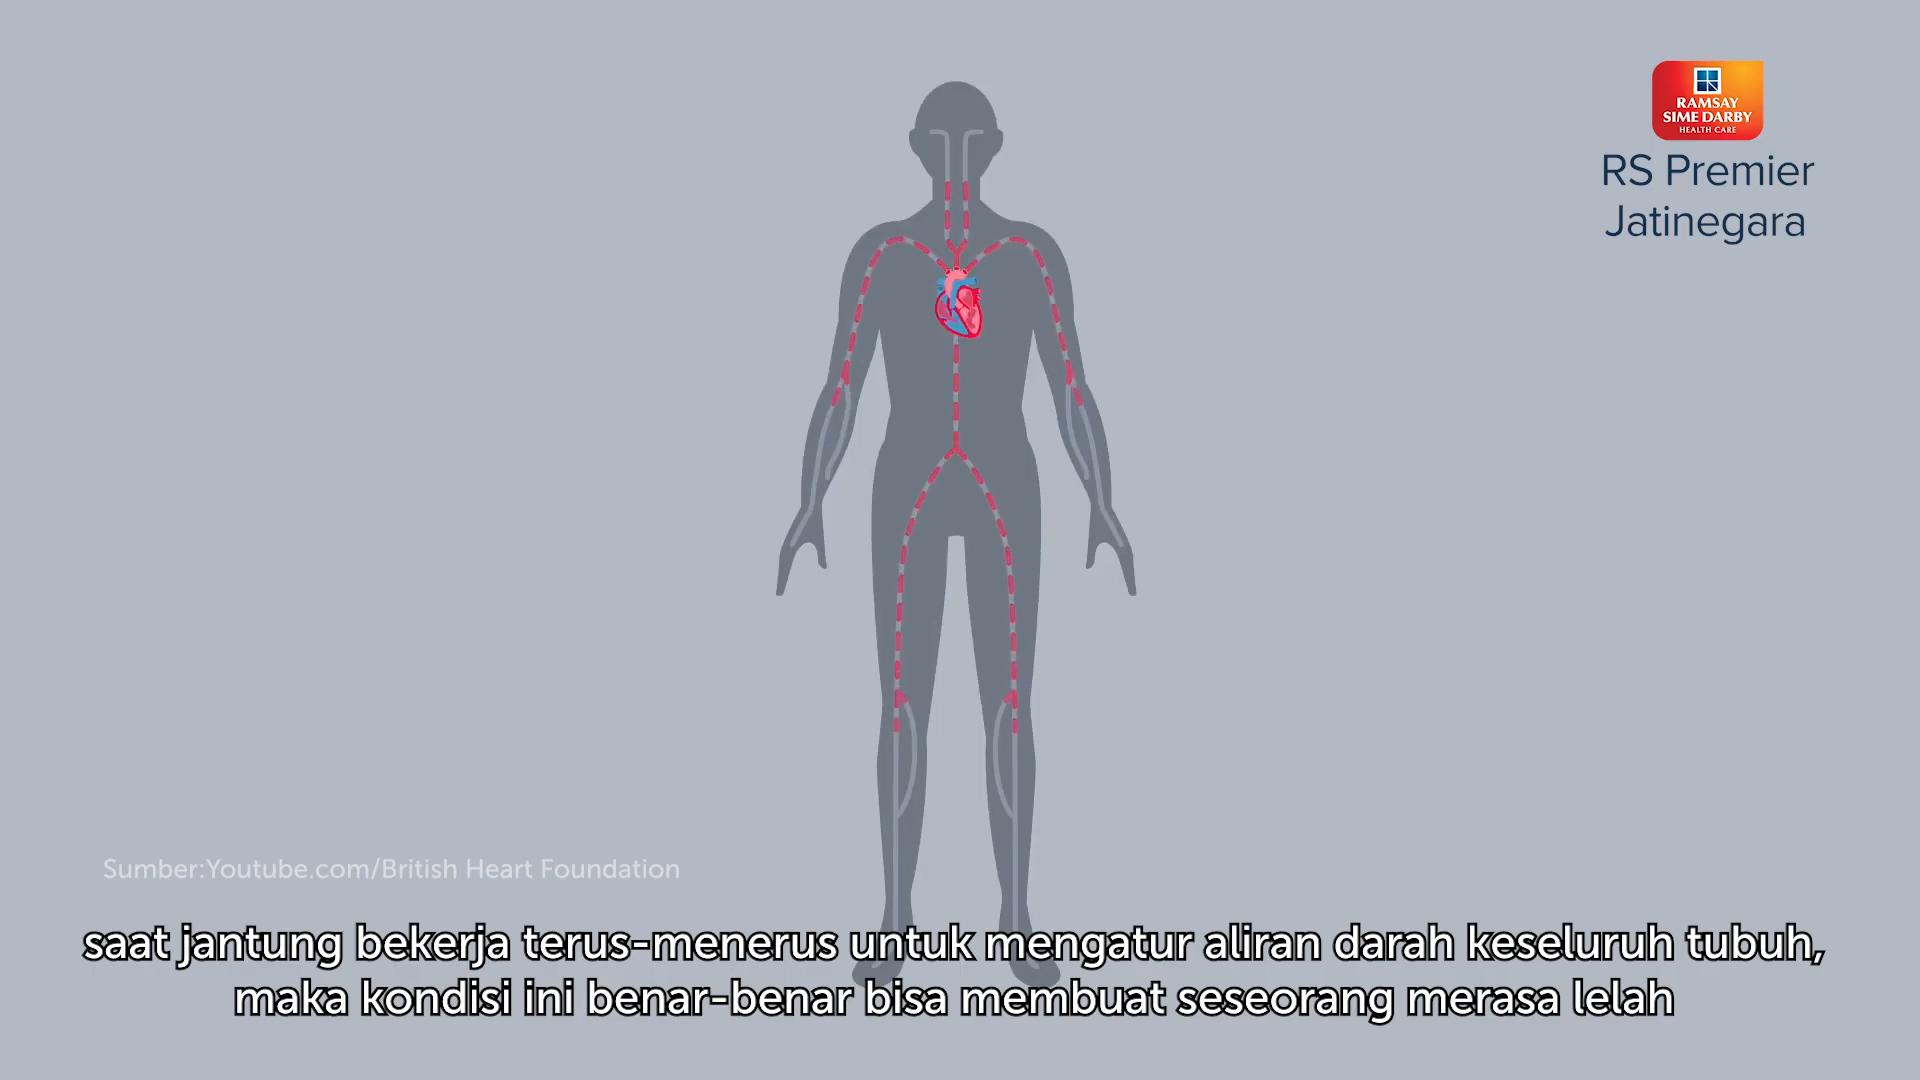 RAMSAY
SIME DARBY
HEALTH CARE
RS Premier
Jatinegara
Sumber:Youtube.com/British Heart Foundation
saat jantung bekerja terus-menerus untuk mengatur aliran darah keseluruh tubuh,
maka kondisi ini benar-benar bisa membuat seseorang merasa lelah